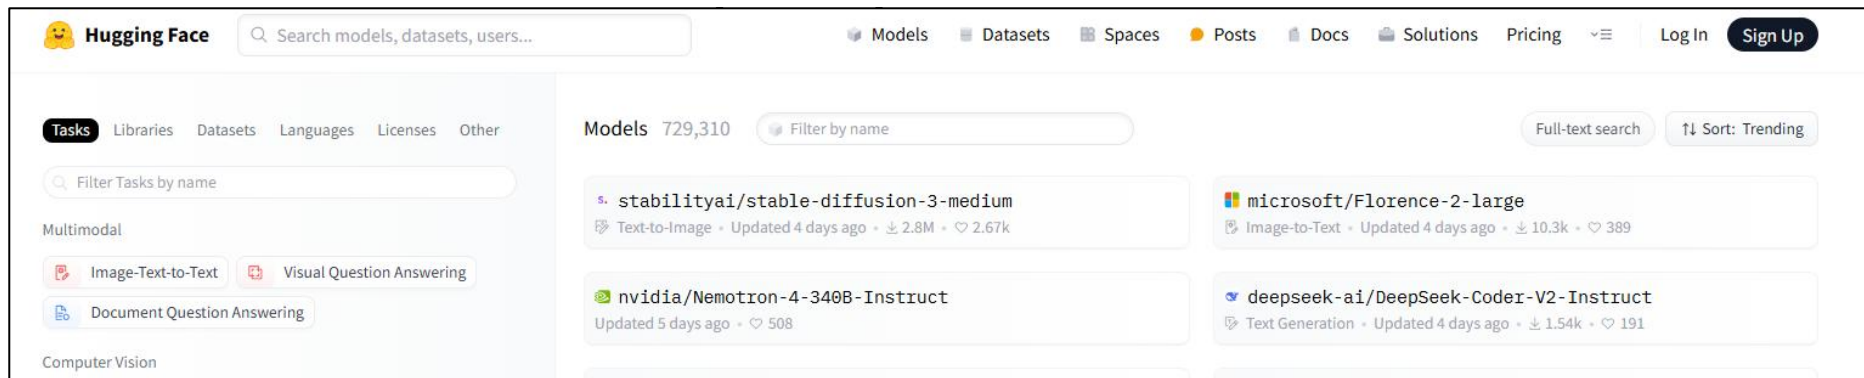 Hugging Face
Search models, datasets, users...
Models Datasets Spaces Posts Docs Solutions Pricing Log In Sign Up
Tasks Libraries Datasets Languages Licenses Other
Filter Tasks by name
Multimodal
Image-Text-to-Text Visual Question Answering
Document Question Answering
Computer Vision
Models 729,310 Filter by name Full-text search Sort: Trending
stabilityai/stable-diffusion-3-medium
Text-to-Image • Updated 4 days ago • 2.8M • 2.67k
microsoft/Florence-2-large
Image-to-Text • Updated 4 days ago • 10.3k • 389
nvidia/Nemotron-4-340B-Instruct
Updated 5 days ago • 508
deepseek-ai/DeepSeek-Coder-V2-Instruct
Text Generation • Updated 4 days ago • 1.54k • 191